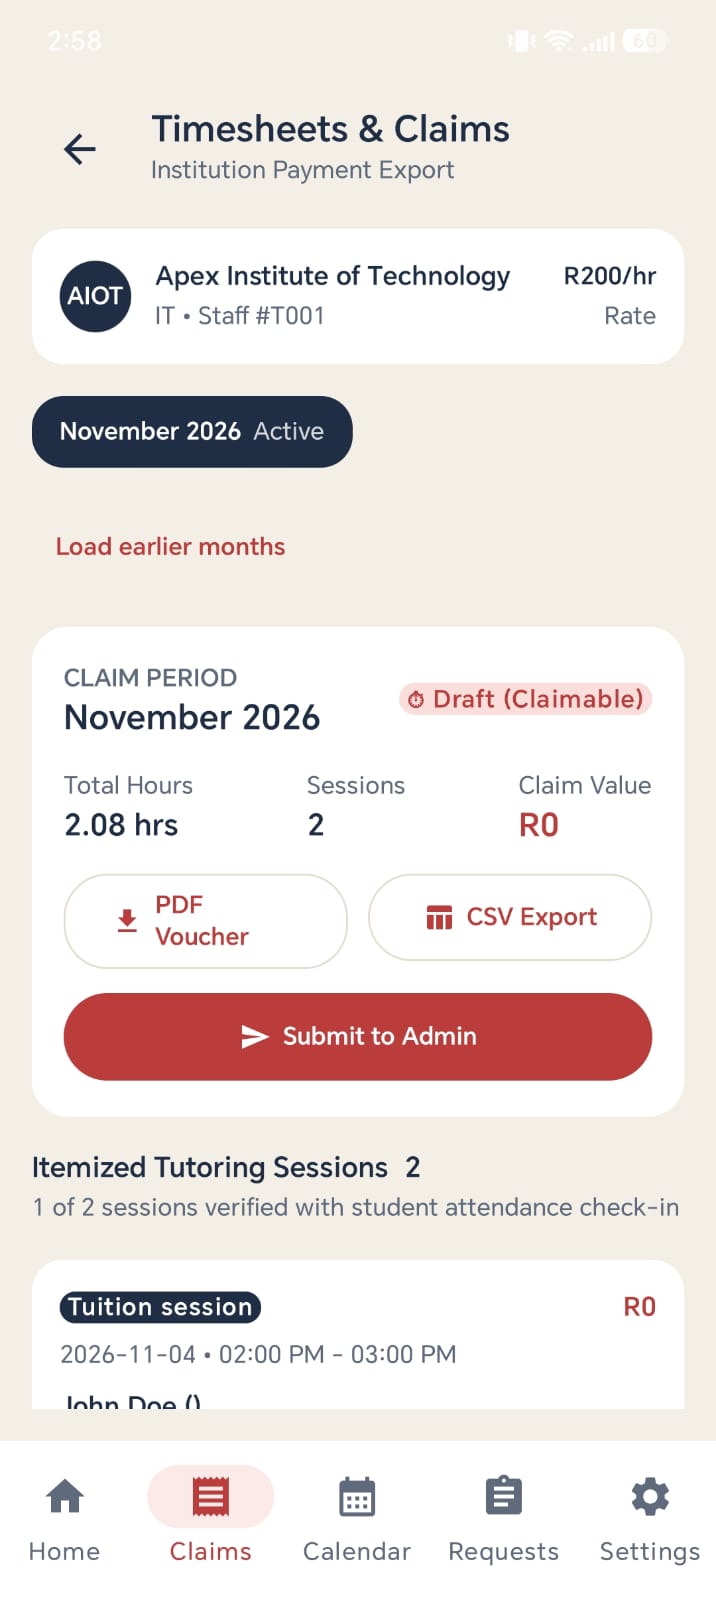 2:58
60
Timesheets & Claims
Institution Payment Export
AIOT
Apex Institute of Technology
R200/hr
IT • Staff #T001
Rate
November 2026 Active
Load earlier months
CLAIM PERIOD
November 2026
Draft (Claimable)
Total Hours
Sessions
Claim Value
2.08 hrs
2
R0
PDF
Voucher
CSV Export
Submit to Admin
Itemized Tutoring Sessions 2
1 of 2 sessions verified with student attendance check-in
Tuition session
R0
2026-11-04 • 02:00 PM - 03:00 PM
John Doe ()
Home
Claims
Calendar
Requests
Settings